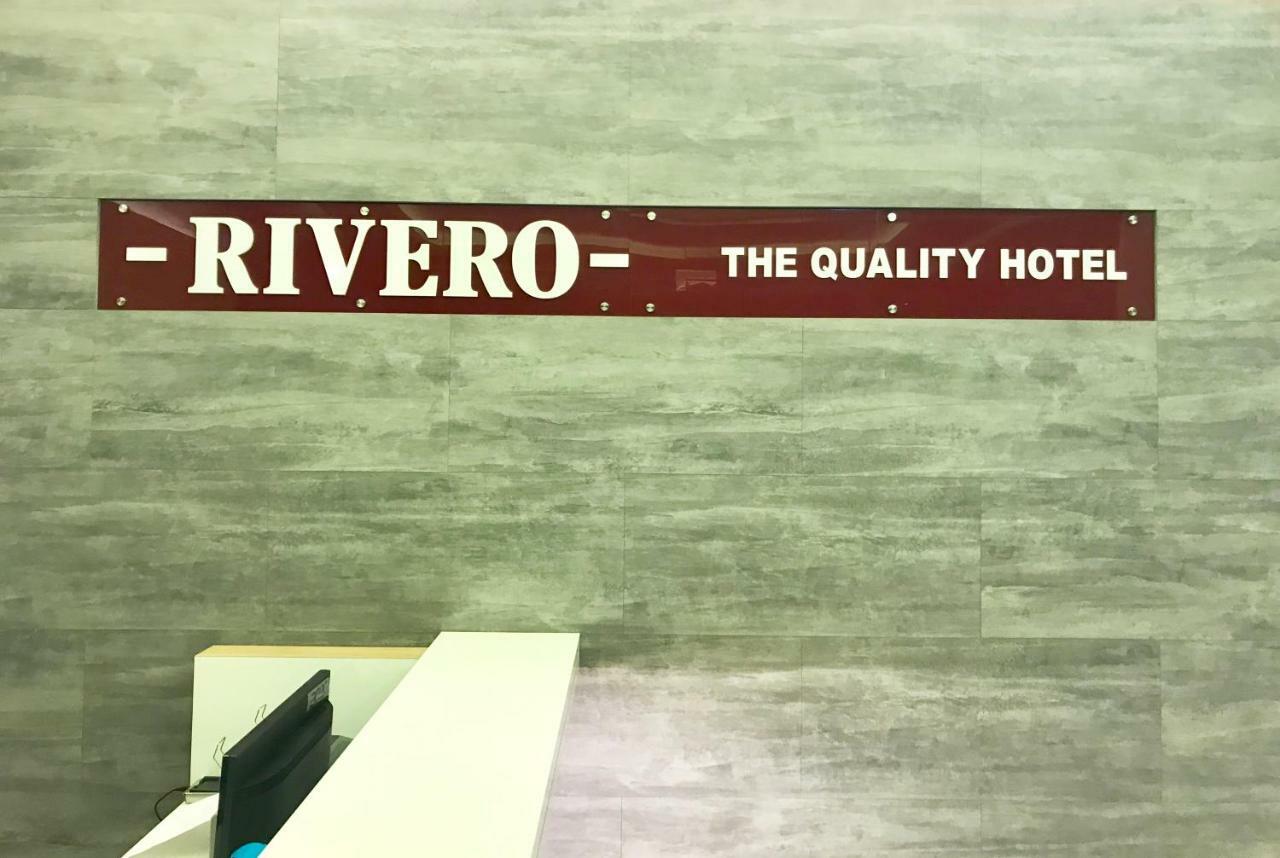 - RIVERO - THE QUALITY HOTEL